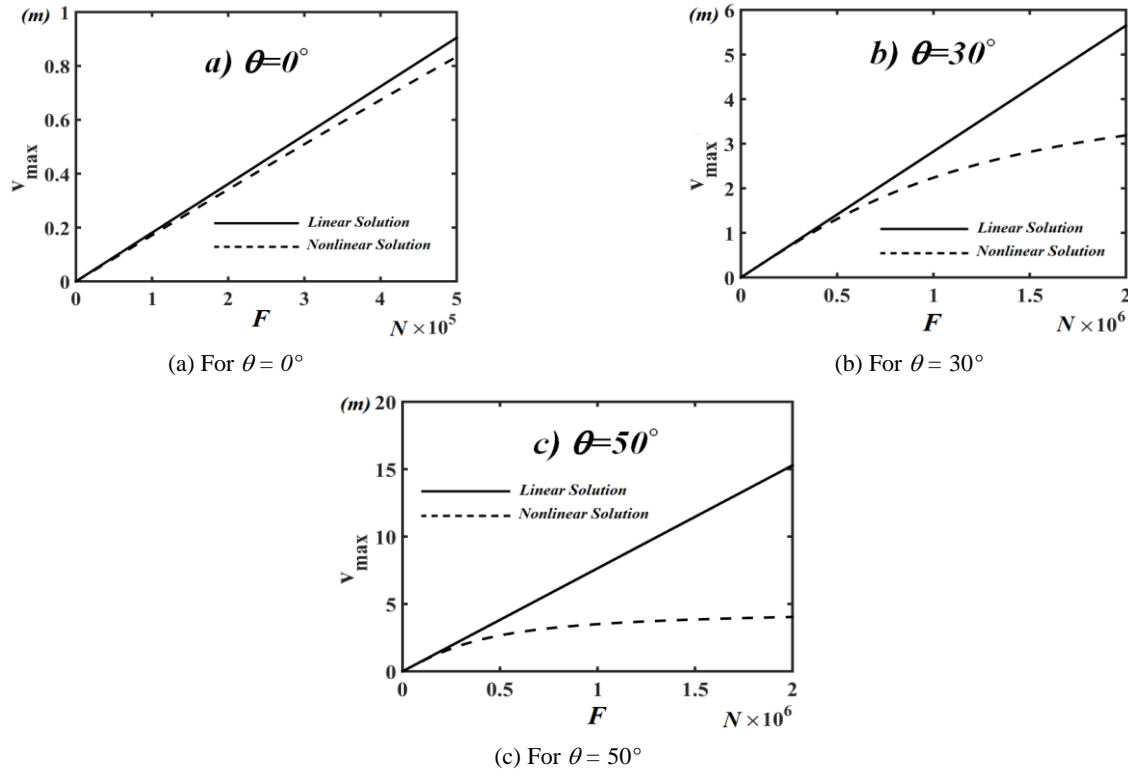 (m)
1
0.8
0.6
0.4
0.2
0
v max
a) θ=0°
Linear Solution
Nonlinear Solution
0 1 2 3 4 5
F N ×10^5
(a) For θ = 0°
(m)
6
5
4
3
2
1
0
v max
b) θ=30°
Linear Solution
Nonlinear Solution
0 0.5 1 1.5 2
F N ×10^6
(b) For θ = 30°
(m)
20
15
10
5
0
v max
c) θ=50°
Linear Solution
Nonlinear Solution
0 0.5 1 1.5 2
F N ×10^6
(c) For θ = 50°